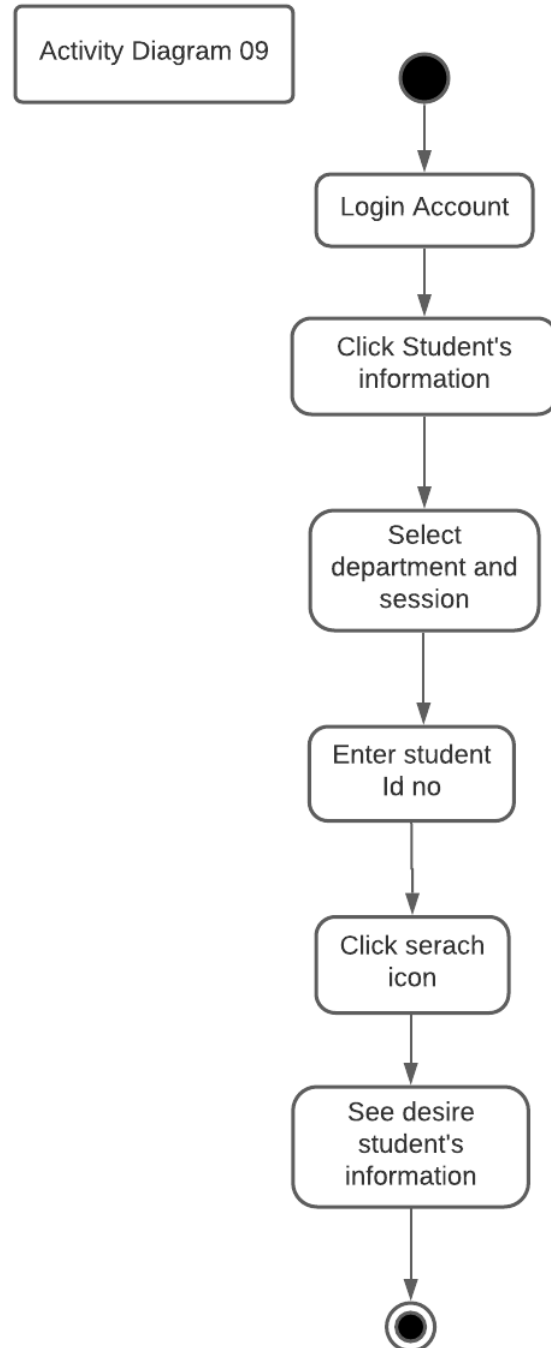 Activity Diagram 09
Login Account
Click Student's
information
Select
department and
session
Enter student
Id no
Click serach
icon
See desire
student's
information